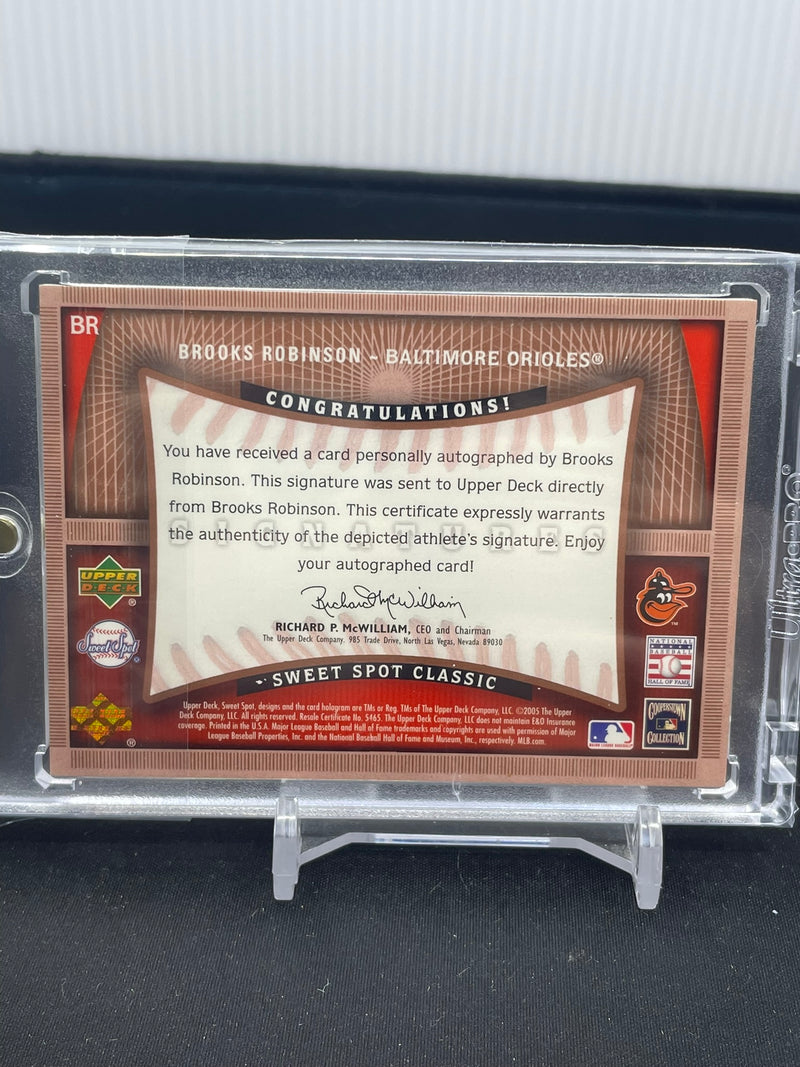 BR
BROOKS ROBINSON ~ BALTIMORE ORIOLES®
CONGRATULATIONS!
You have received a card personally autographed by Brooks
Robinson. This signature was sent to Upper Deck directly
from Brooks Robinson. This certificate expressly warrants
the authenticity of the depicted athlete's signature. Enjoy
your autographed card!
SIGNATURES
Richard P McWilliam
RICHARD P. McWILLIAM, CEO and Chairman
The Upper Deck Company. 985 Trade Drive, North Las Vegas, Nevada 89030
SWEET SPOT CLASSIC
Upper Deck, Sweet Spot, designs and the card hologram are TMs or Reg. TMs of The Upper Deck Company, LLC. ©2005 The Upper
Deck Company, LLC. All rights reserved. Resale Certificate No. 5465. The Upper Deck Company, LLC does not maintain E&O Insurance
coverage. Printed in the U.S.A. Major League Baseball and Hall of Fame trademarks and copyrights are used with permission of Major
League Baseball Properties, Inc. and the National Baseball Hall of Fame and Museum, Inc., respectively. MLB.com.
UPPER
DECK
®
Sweet Spot
®
TM
NATIONAL
BASEBALL
HALL OF FAME
COOPERSTOWN
COLLECTION
MAJOR LEAGUE BASEBALL
UltraPRO®